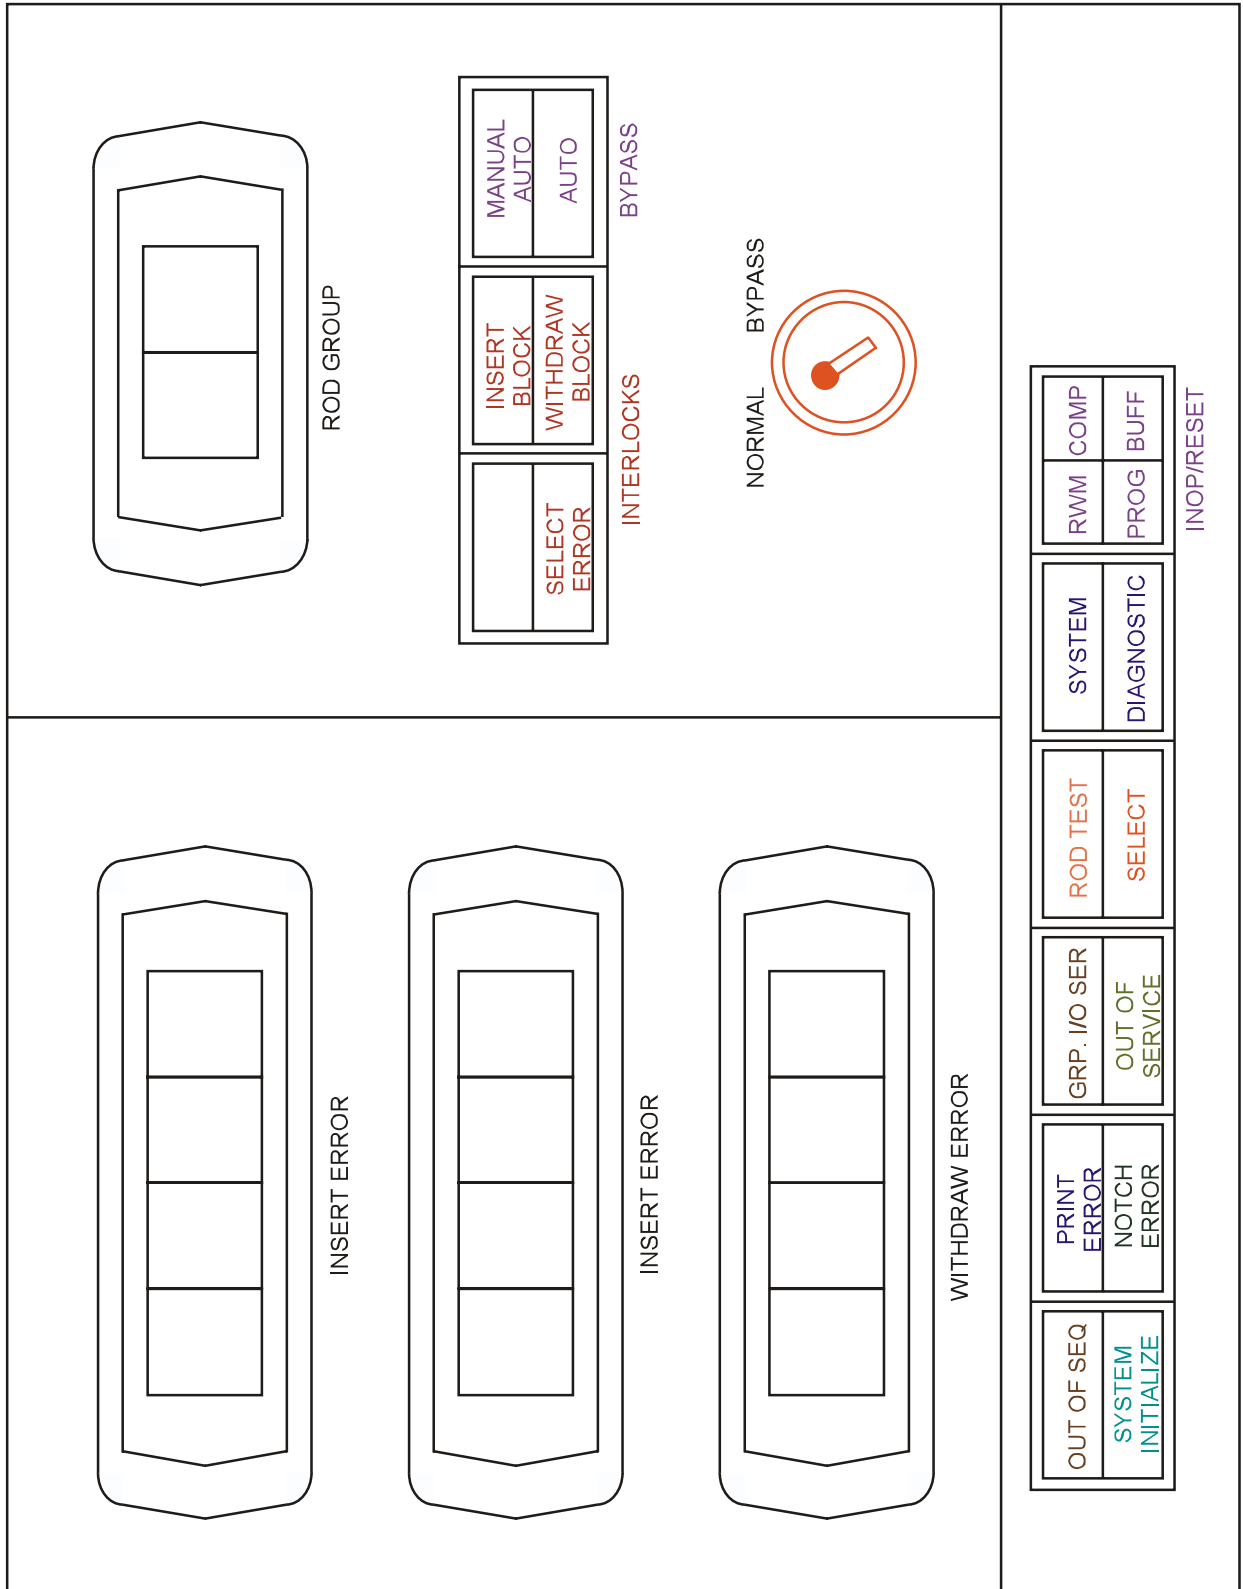 INSERT ERROR
ROD GROUP
INSERT ERROR
SELECT
ERROR
INSERT
BLOCK
WITHDRAW
BLOCK
MANUAL
AUTO
AUTO
INTERLOCKS
BYPASS
WITHDRAW ERROR
NORMAL
BYPASS
OUT OF SEQ
SYSTEM
INITIALIZE
PRINT
ERROR
NOTCH
ERROR
GRP. I/O SER
OUT OF
SERVICE
ROD TEST
SELECT
SYSTEM
DIAGNOSTIC
RWM
COMP
PROG
BUFF
INOP/RESET